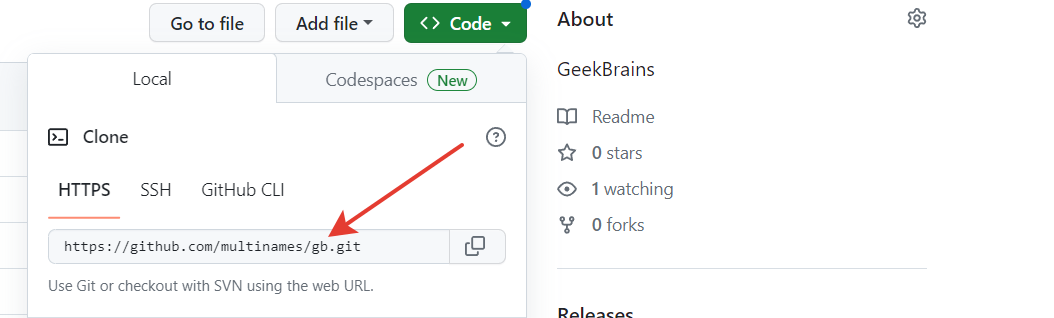 Go to file
Add file
Code
Local
Codespaces New
Clone
HTTPS SSH GitHub CLI
https://github.com/multinames/gb.git
Use Git or checkout with SVN using the web URL.
About
GeekBrains
Readme
0 stars
1 watching
0 forks
Releases